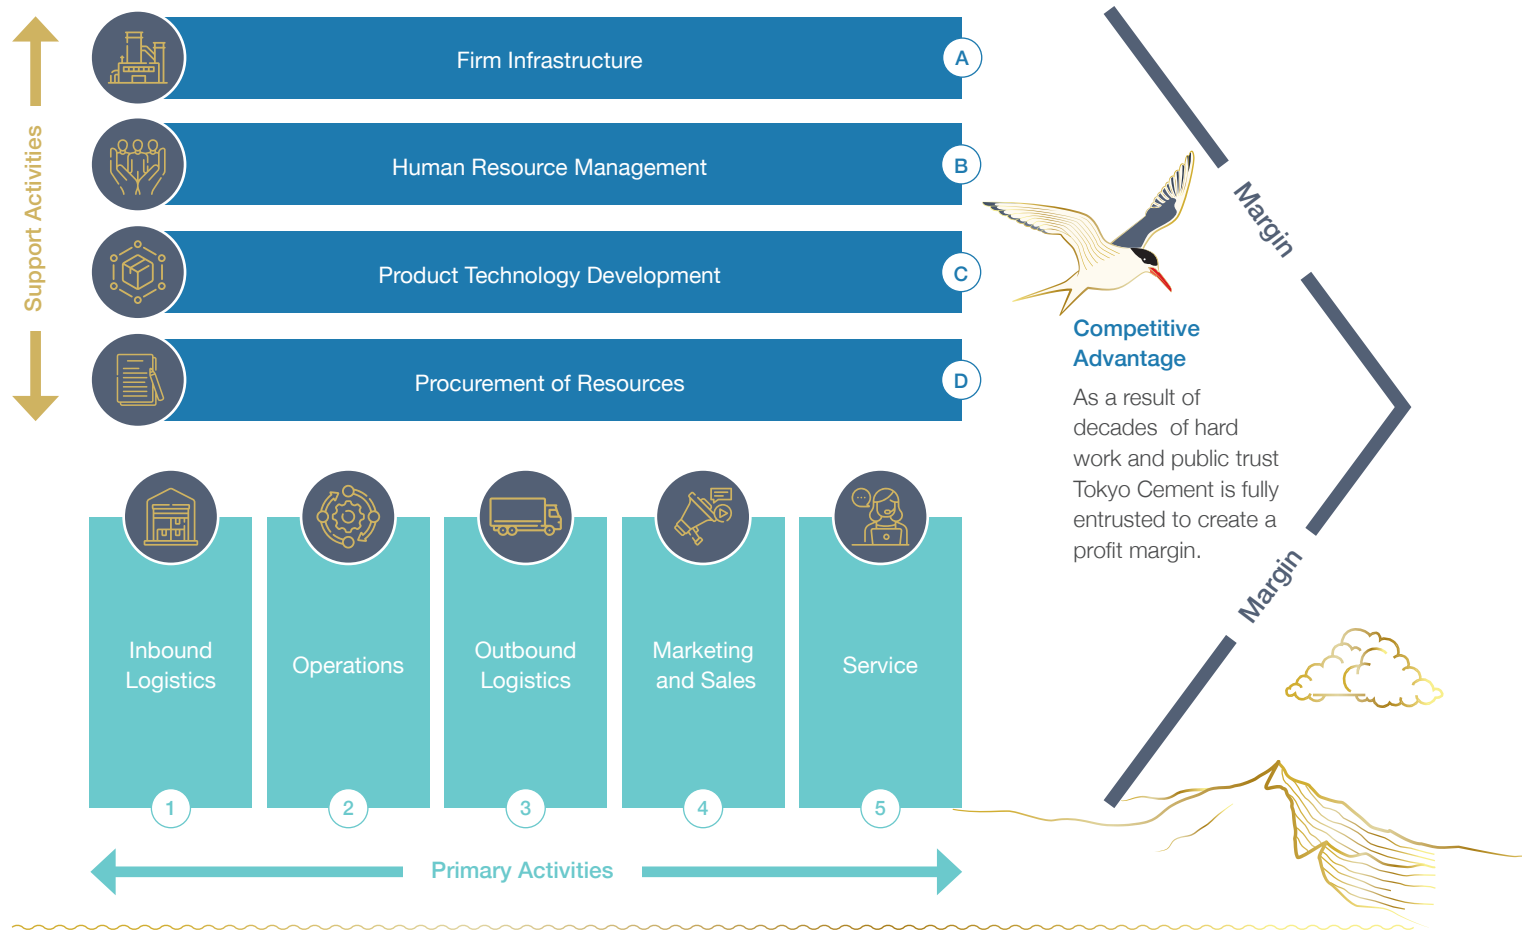 Support Activities
Firm Infrastructure
A
Human Resource Management
B
Product Technology Development
C
Procurement of Resources
D
Margin
Competitive
Advantage
As a result of
decades of hard
work and public trust
Tokyo Cement is fully
entrusted to create a
profit margin.
Margin
Inbound
Logistics
1
Operations
2
Outbound
Logistics
3
Marketing
and Sales
4
Service
5
Primary Activities